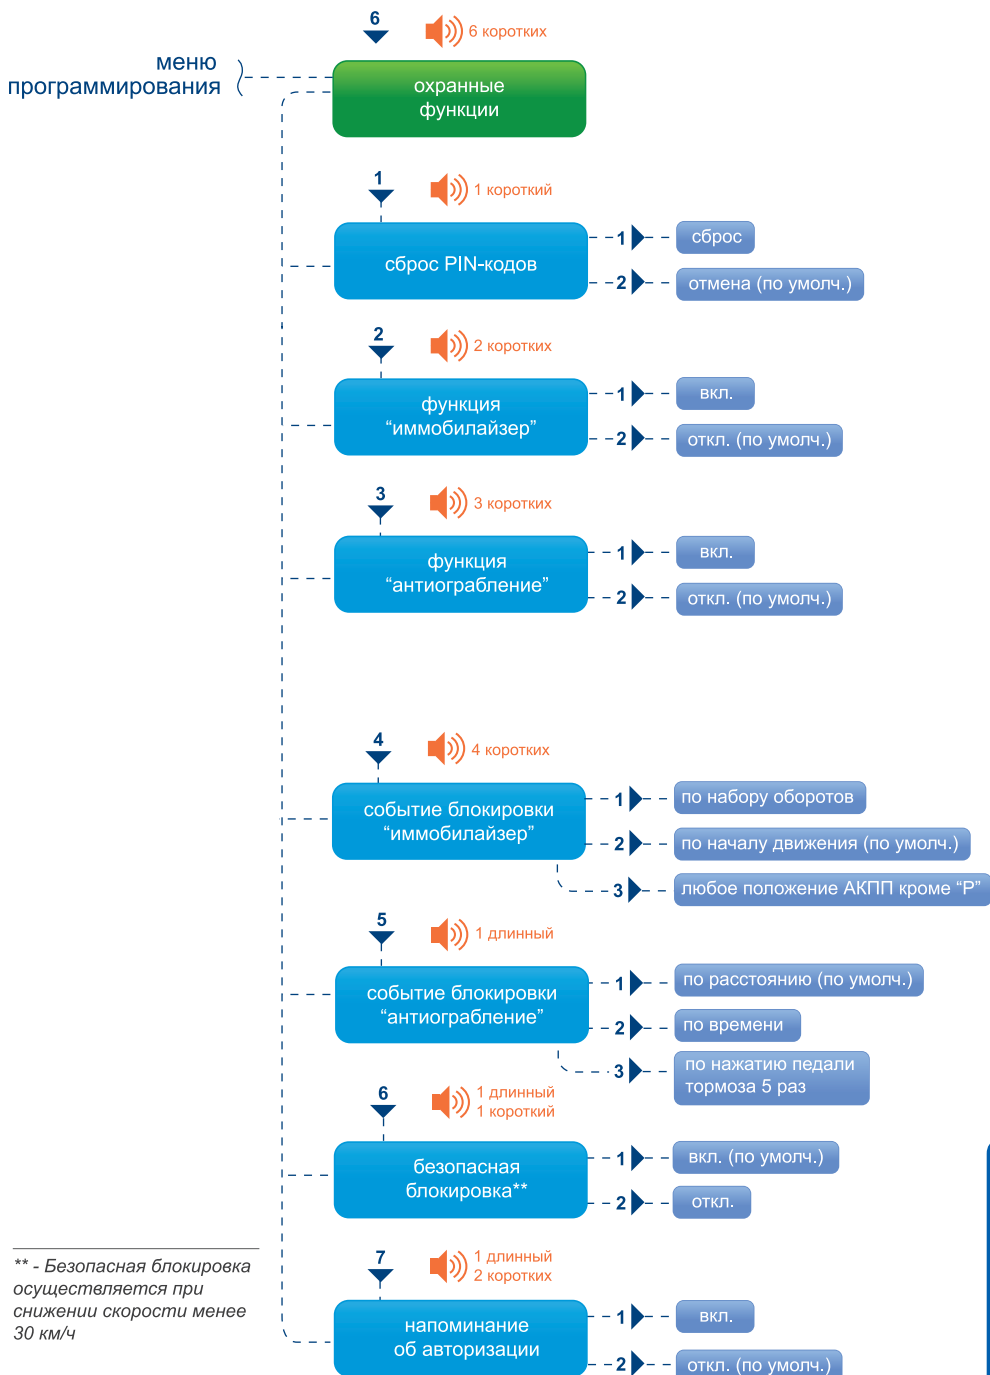 6
6 коротких
меню
программирования
охранные
функции
1
1 короткий
сброс PIN-кодов
1
сброс
2
отмена (по умолч.)
2
2 коротких
функция
“иммобилайзер”
1
вкл.
2
откл. (по умолч.)
3
3 коротких
функция
“антиограбление”
1
вкл.
2
откл. (по умолч.)
4
4 коротких
событие блокировки
“иммобилайзер”
1
по набору оборотов
2
по началу движения (по умолч.)
3
любое положение АКПП кроме “P”
5
1 длинный
событие блокировки
“антиограбление”
1
по расстоянию (по умолч.)
2
по времени
3
по нажатию педали
тормоза 5 раз
6
1 длинный
1 короткий
безопасная
блокировка**
1
вкл. (по умолч.)
2
откл.
** - Безопасная блокировка
осуществляется при
снижении скорости менее
30 км/ч
7
1 длинный
2 коротких
напоминание
об авторизации
1
вкл.
2
откл. (по умолч.)